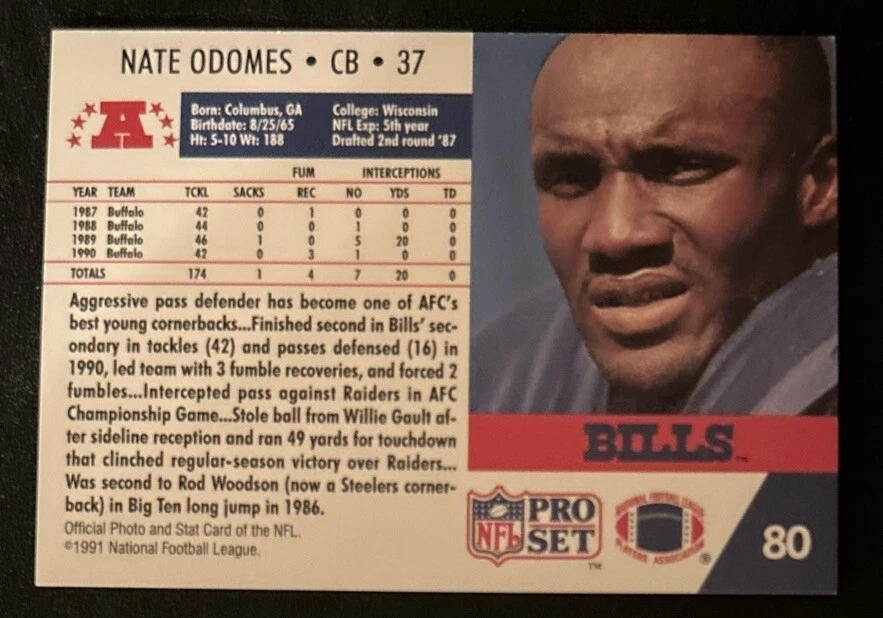 NATE ODOMES • CB • 37
A
Born: Columbus, GA
Birthdate: 8/25/65
Ht: 5-10 Wt: 188
College: Wisconsin
NFL Exp: 5th year
Drafted 2nd round '87
FUM INTERCEPTIONS
YEAR TEAM TCKL SACKS REC NO YDS TD
1987 Buffalo 42 0 1 0 0 0
1988 Buffalo 44 0 0 1 0 0
1989 Buffalo 46 1 0 5 20 0
1990 Buffalo 42 0 3 1 0 0
TOTALS 174 1 4 7 20 0
Aggressive pass defender has become one of AFC's
best young cornerbacks...Finished second in Bills' sec-
ondary in tackles (42) and passes defensed (16) in
1990, led team with 3 fumble recoveries, and forced 2
fumbles...Intercepted pass against Raiders in AFC
Championship Game...Stole ball from Willie Gault af-
ter sideline reception and ran 49 yards for touchdown
that clinched regular-season victory over Raiders...
Was second to Rod Woodson (now a Steelers corner-
back) in Big Ten long jump in 1986.
Official Photo and Stat Card of the NFL.
©1991 National Football League.
BILLS™
NFL PRO SET™
NATIONAL FOOTBALL LEAGUE
PLAYERS ASSOCIATION®
80